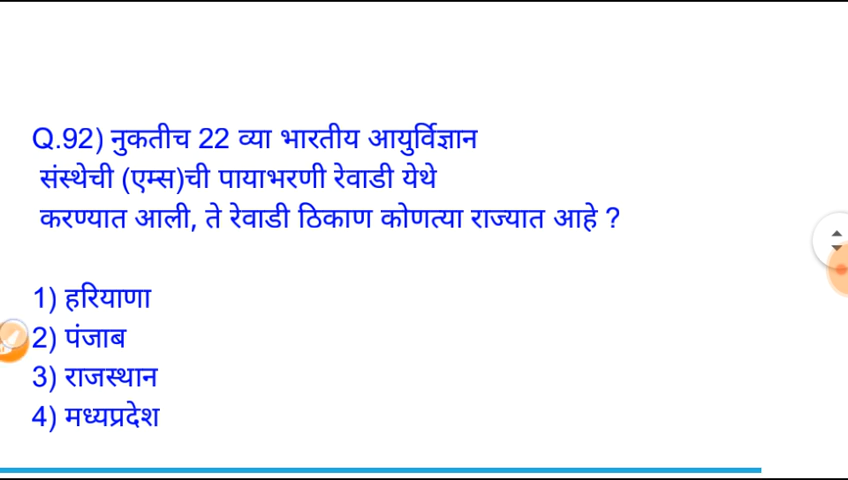 Q.92) नुकतीच 22 व्या भारतीय आयुर्विज्ञान
संस्थेची (एम्स)ची पायाभरणी रेवाडी येथे
करण्यात आली, ते रेवाडी ठिकाण कोणत्या राज्यात आहे ?
1) हरियाणा
2) पंजाब
3) राजस्थान
4) मध्यप्रदेश